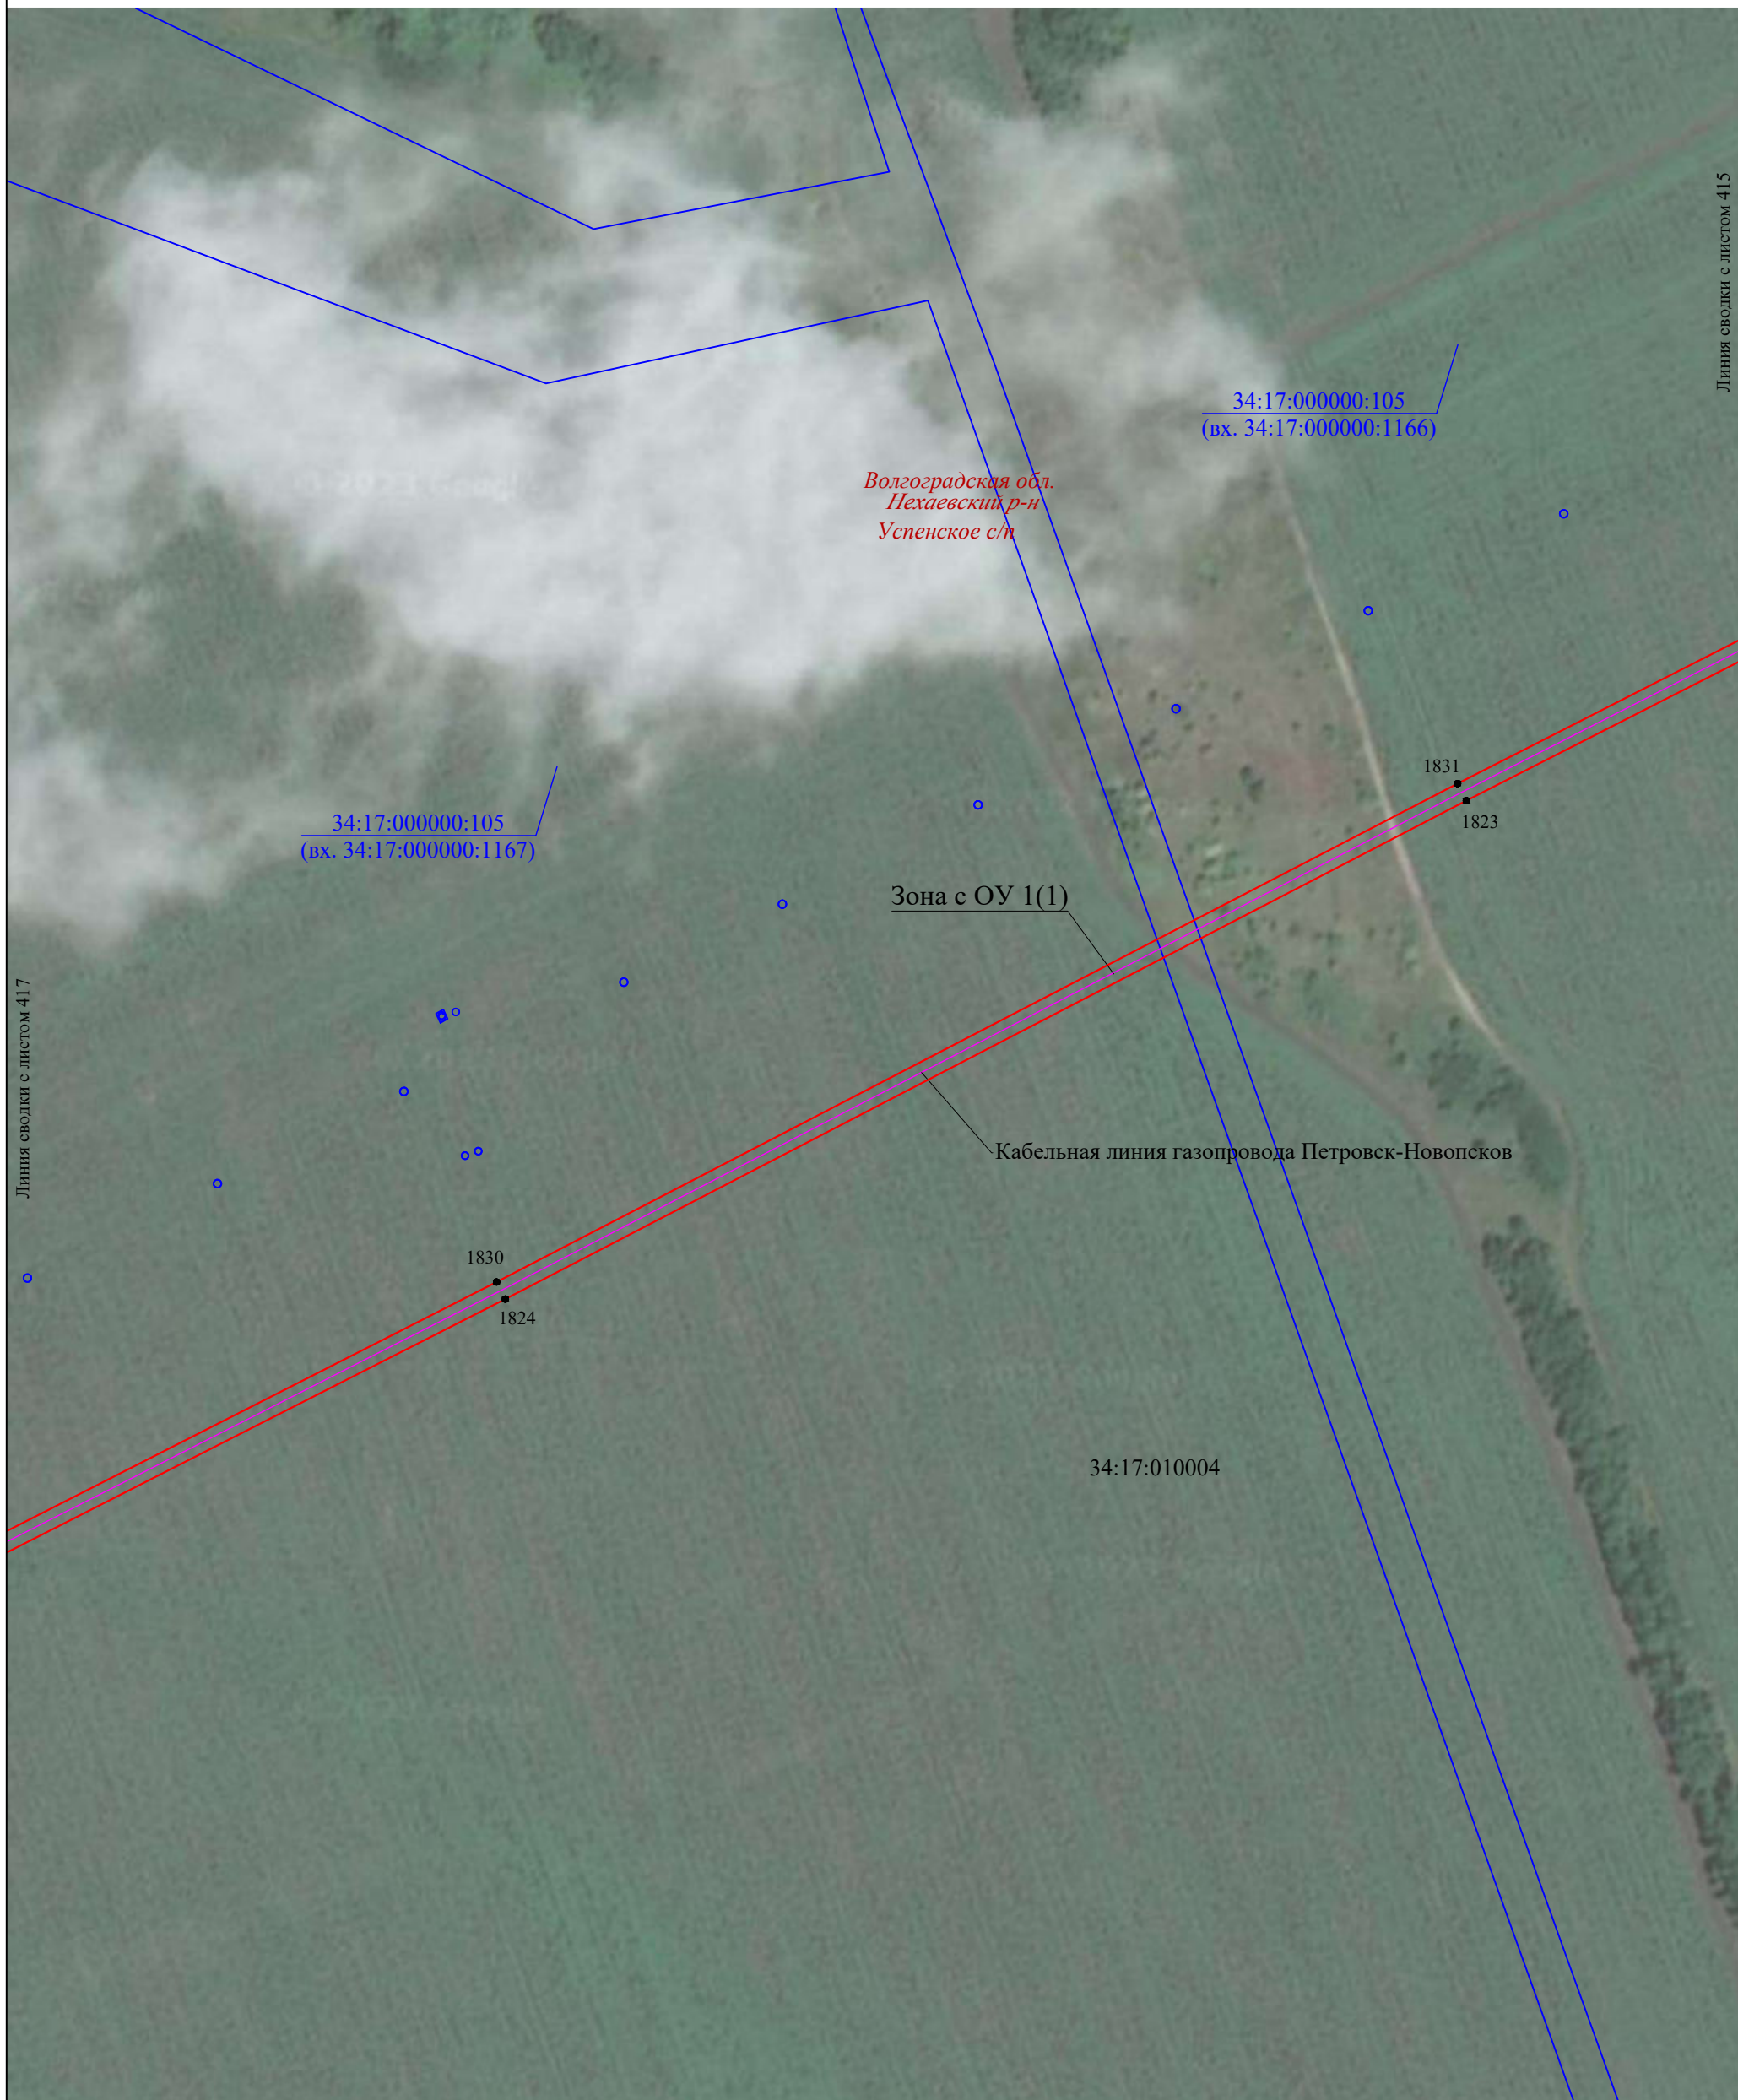 Линия сводки с листом 415
34:17:000000:105
(вх. 34:17:000000:1166)
Волгоградская обл.
Нехаевский р-н
Успенское с/п
1831
1823
34:17:000000:105
(вх. 34:17:000000:1167)
Зона с ОУ 1(1)
Линия сводки с листом 417
Кабельная линия газопровода Петровск-Новопсков
1830
1824
34:17:010004